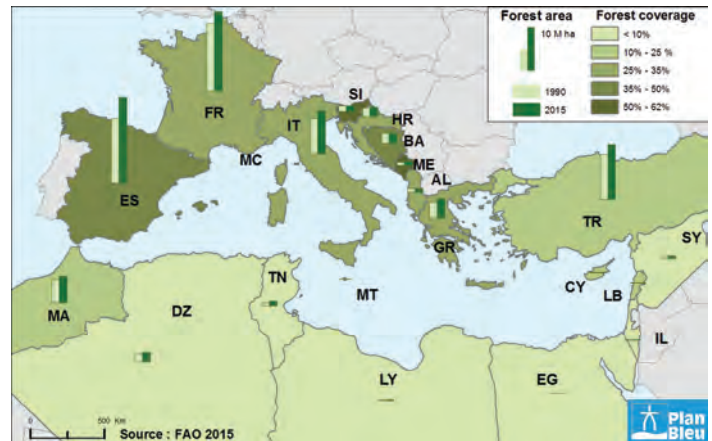 Forest area
10 M ha
1990
2015
Forest coverage
< 10%
10% - 25 %
25% - 35%
35% - 50%
50% - 62%
FR
SI
HR
IT
BA
MC
ME
AL
ES
TR
GR
SY
TN
CY
MT
LB
MA
DZ
IL
LY
EG
0 500 Km
Source : FAO 2015
Plan
Bleu